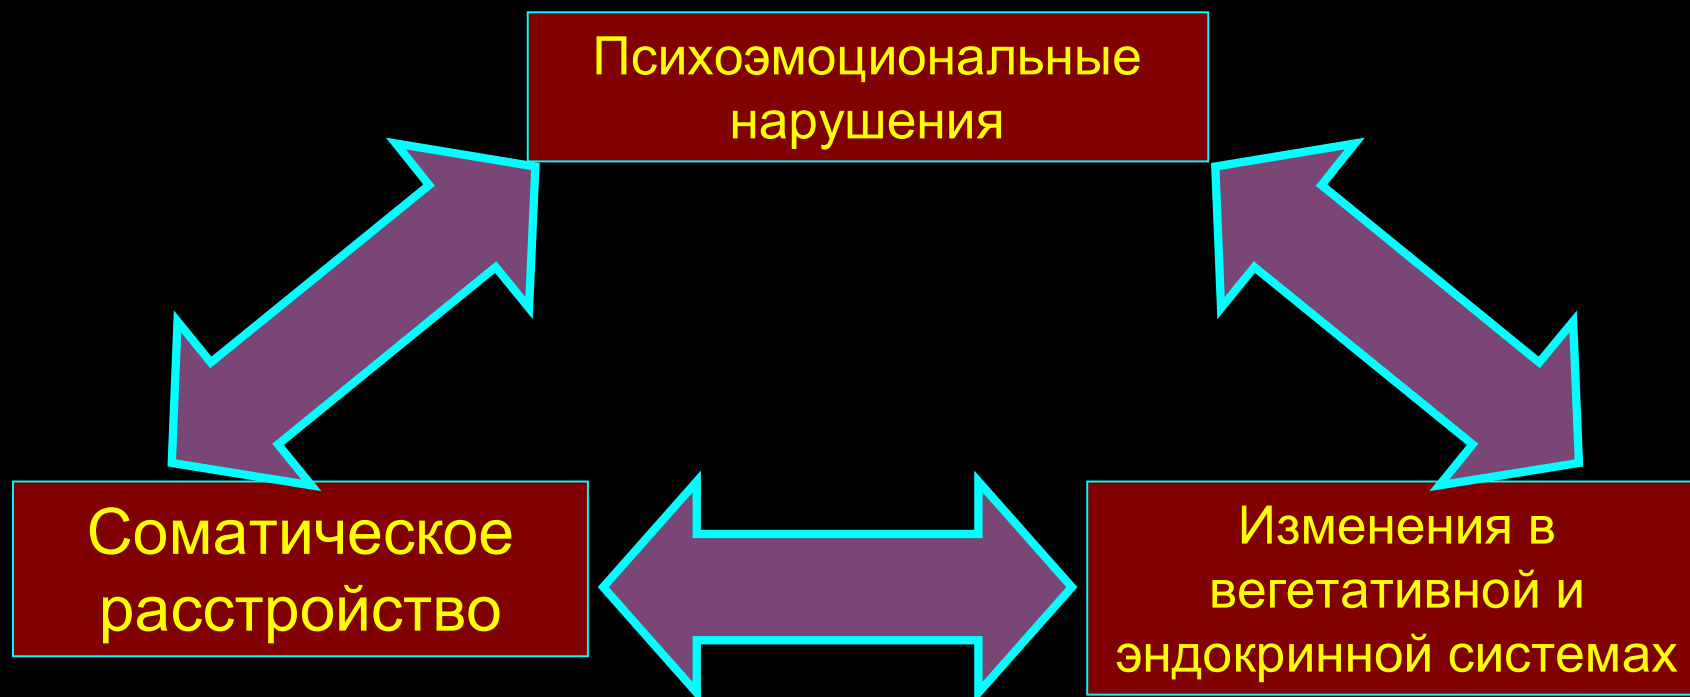 Психоэмоциональные
нарушения
Соматическое
расстройство
Изменения в
вегетативной и
эндокринной системах